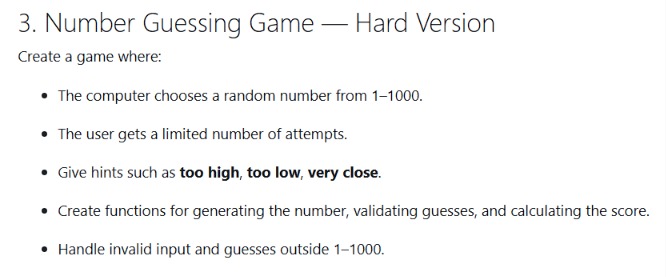 3. Number Guessing Game — Hard Version
Create a game where:
• The computer chooses a random number from 1–1000.
• The user gets a limited number of attempts.
• Give hints such as too high, too low, very close.
• Create functions for generating the number, validating guesses, and calculating the score.
• Handle invalid input and guesses outside 1–1000.